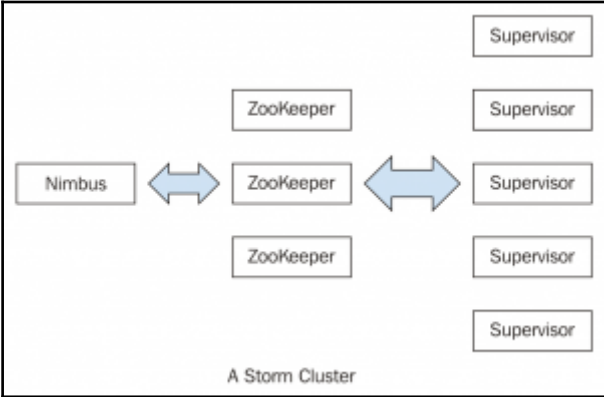 Supervisor
ZooKeeper
Supervisor
Nimbus
ZooKeeper
Supervisor
ZooKeeper
Supervisor
Supervisor
A Storm Cluster